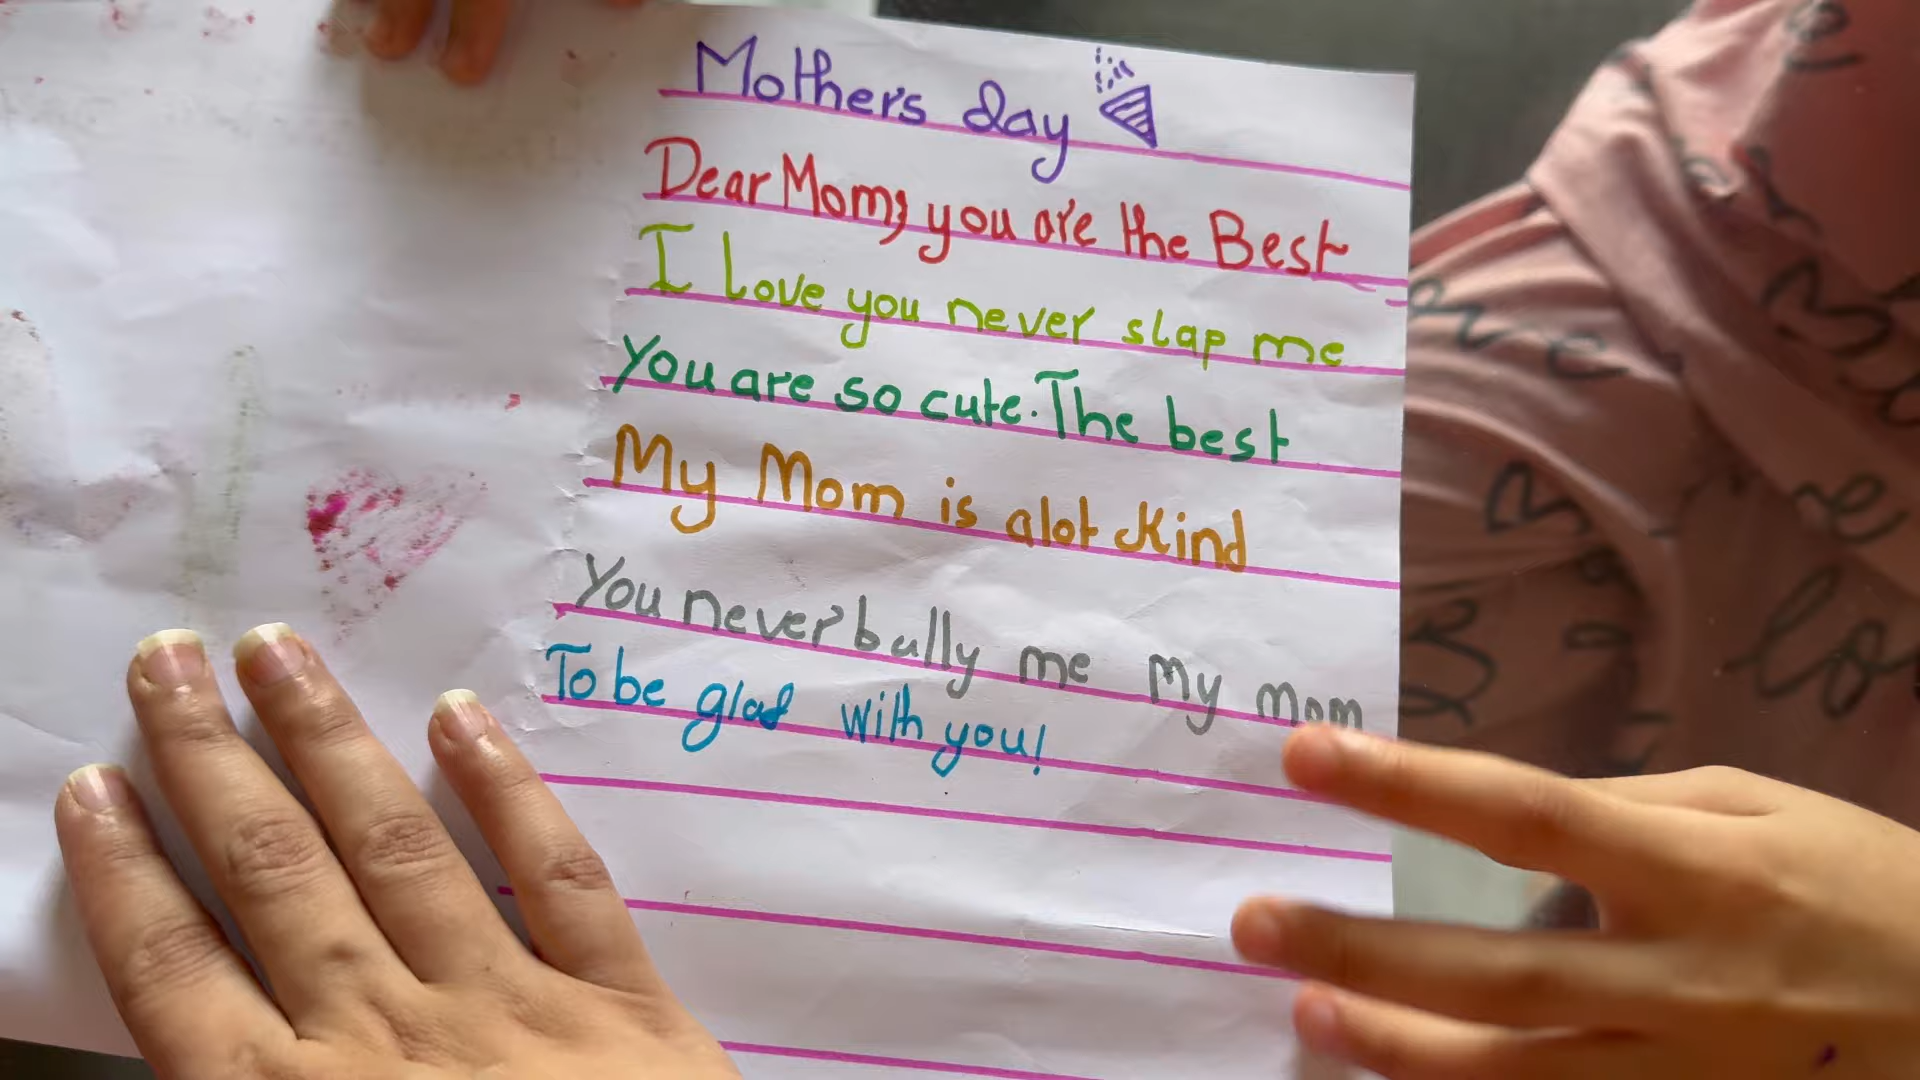 Mothers day
Dear Mom, you are the Best
I Love you never slap me
You are so cute. The best
My Mom is alot kind
You never bully me My mom
To be glad with you!